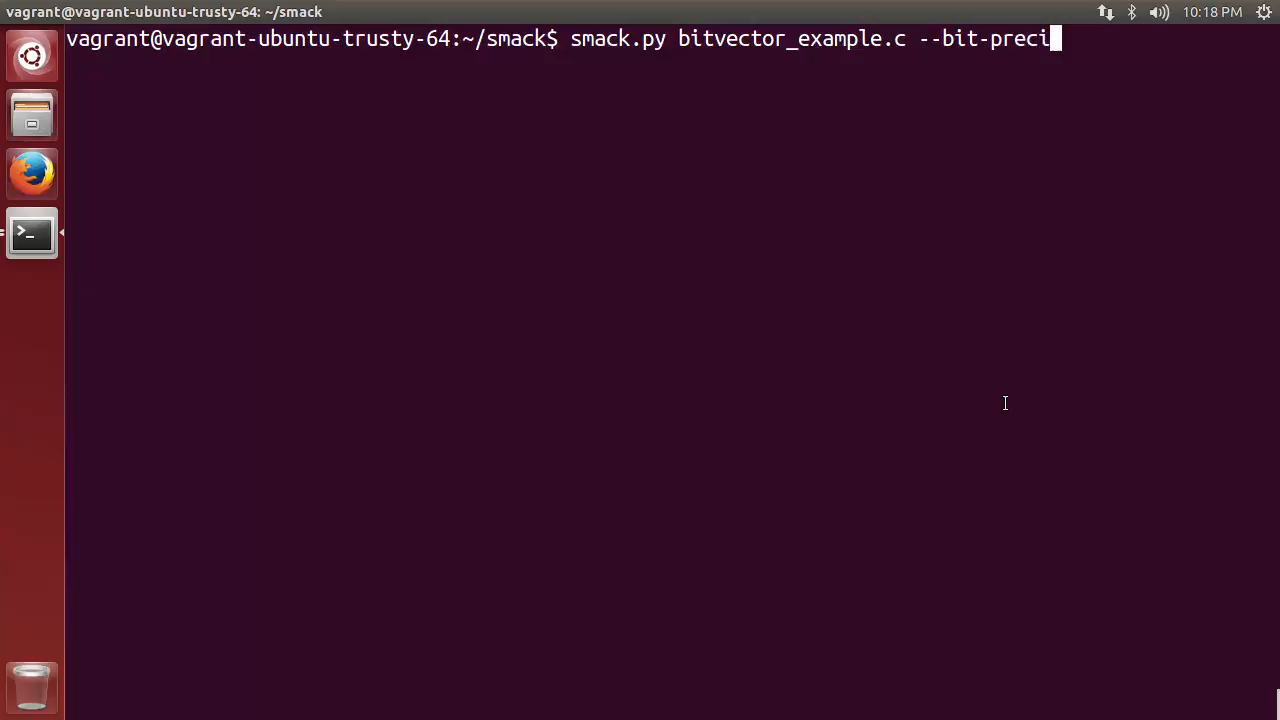 vagrant@vagrant-ubuntu-trusty-64: ~/smack
10:18 PM
vagrant@vagrant-ubuntu-trusty-64:~/smack$ smack.py bitvector_example.c --bit-preci